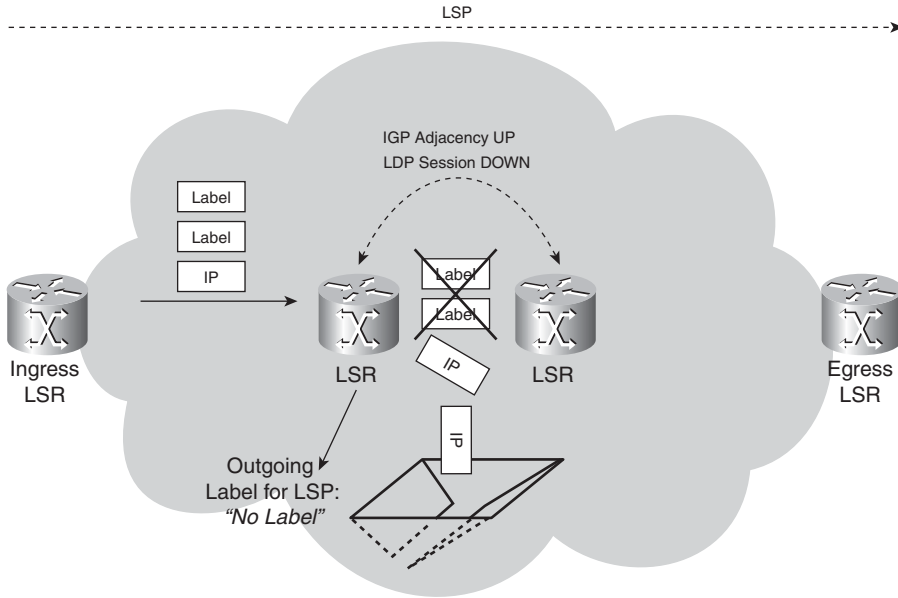 LSP
IGP Adjacency UP
LDP Session DOWN
Label
Label
IP
Label
Label
IP
IP
Ingress
LSR
LSR
LSR
Egress
LSR
Outgoing
Label for LSP:
“No Label”